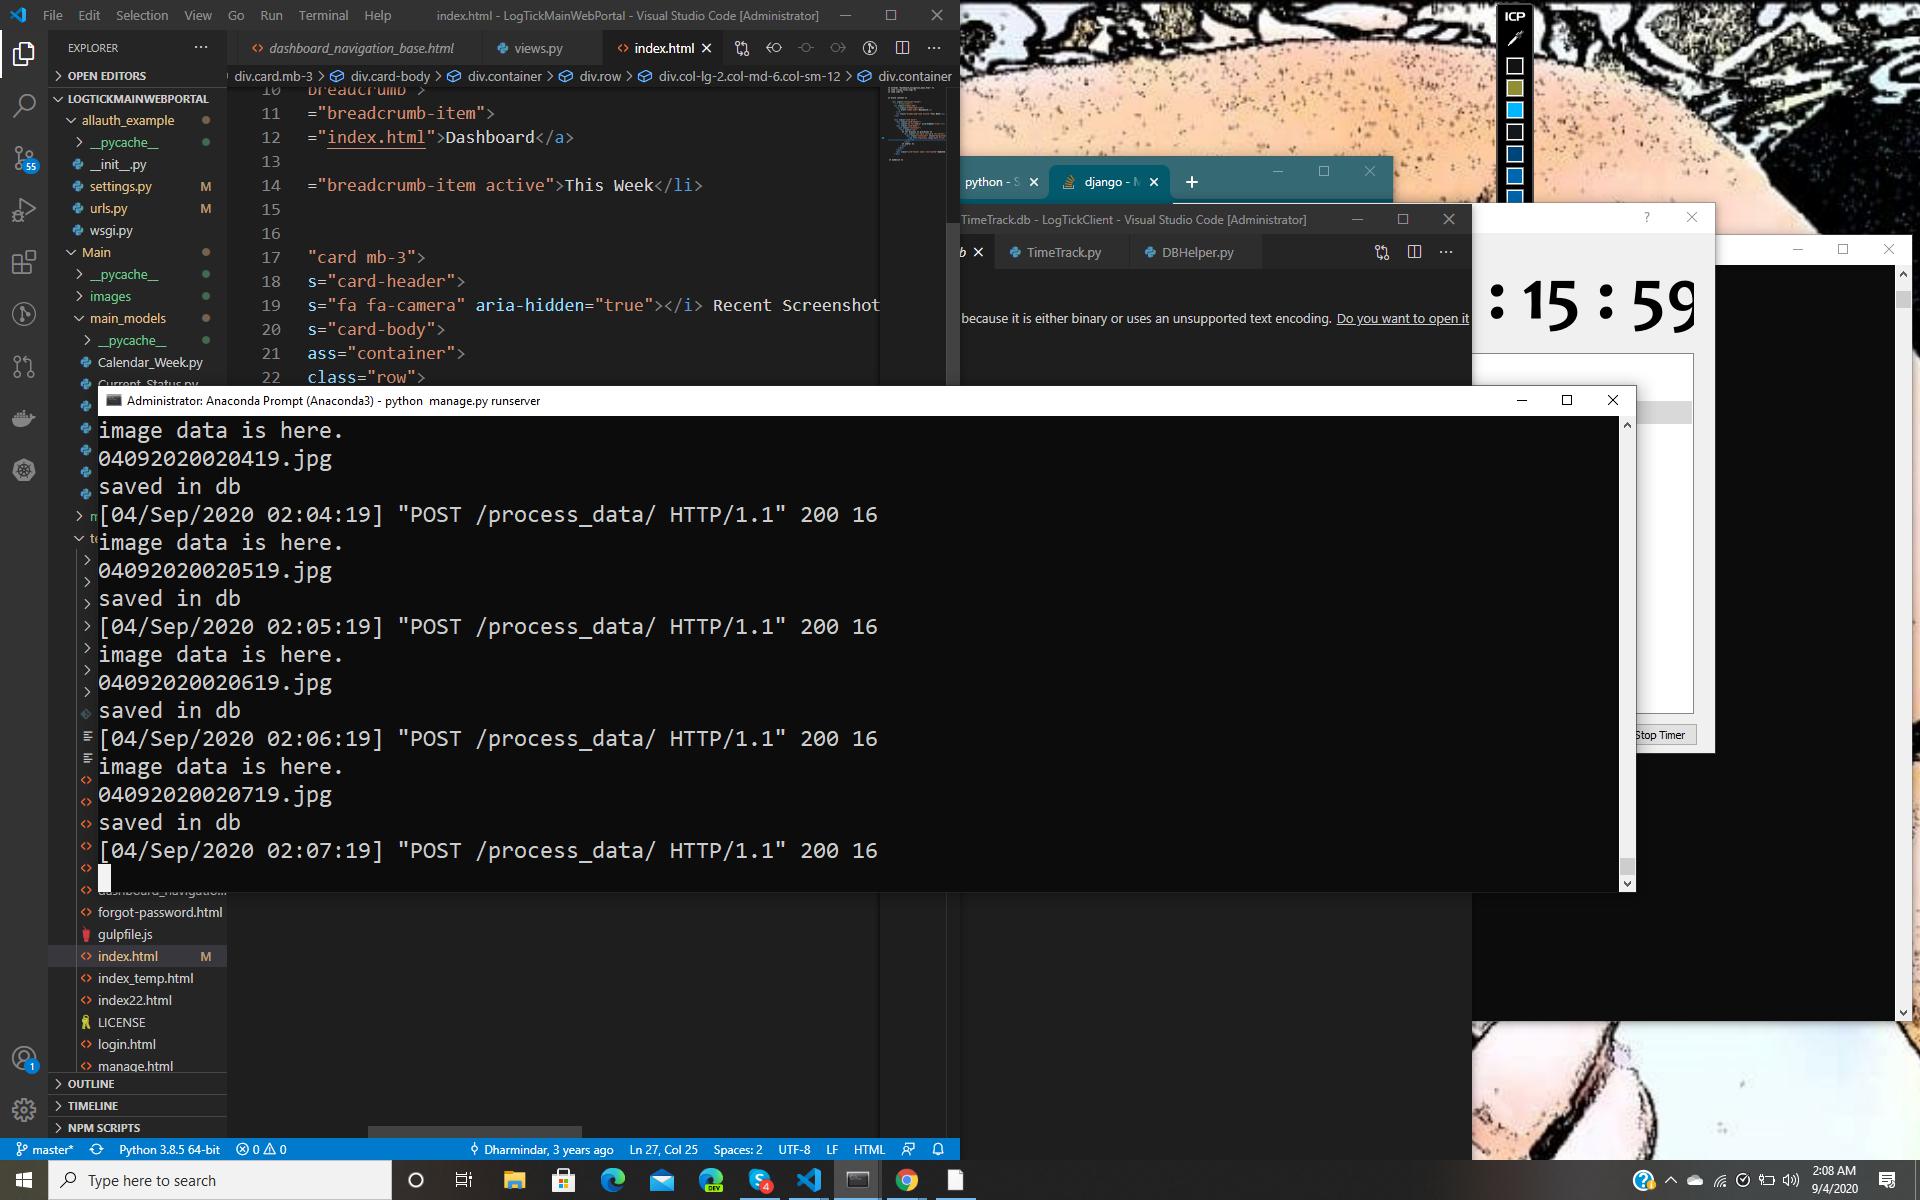 File Edit Selection View Go Run Terminal Help
index.html - LogTickMainWebPortal - Visual Studio Code [Administrator]
EXPLORER
OPEN EDITORS
LOGTICKMAINWEBPORTAL
allauth_example
__pycache__
__init__.py
settings.py M
urls.py M
wsgi.py
Main
__pycache__
images
main_models
__pycache__
Calendar_Week.py
Current_Status.py
forgot-password.html
gulpfile.js
index.html M
index_temp.html
index22.html
LICENSE
login.html
manage.html
OUTLINE
TIMELINE
NPM SCRIPTS
55
1
dashboard_navigation_base.html
views.py
index.html
div.card.mb-3 > div.card-body > div.container > div.row > div.col-lg-2.col-md-6.col-sm-12 > div.container
10 breadcrumb">
11 ="breadcrumb-item">
12 ="index.html">Dashboard</a>
13
14 ="breadcrumb-item active">This Week</li>
15
16
17 "card mb-3">
18 s="card-header">
19 s="fa fa-camera" aria-hidden="true"></i> Recent Screenshot
20 s="card-body">
21 ass="container">
22 class="row">
python - S
django - M
TimeTrack.db - LogTickClient - Visual Studio Code [Administrator]
TimeTrack.py
DBHelper.py
because it is either binary or uses an unsupported text encoding. Do you want to open it
ICP
:15:59
Stop Timer
Administrator: Anaconda Prompt (Anaconda3) - python manage.py runserver
image data is here.
04092020020419.jpg
saved in db
[04/Sep/2020 02:04:19] "POST /process_data/ HTTP/1.1" 200 16
image data is here.
04092020020519.jpg
saved in db
[04/Sep/2020 02:05:19] "POST /process_data/ HTTP/1.1" 200 16
image data is here.
04092020020619.jpg
saved in db
[04/Sep/2020 02:06:19] "POST /process_data/ HTTP/1.1" 200 16
image data is here.
04092020020719.jpg
saved in db
[04/Sep/2020 02:07:19] "POST /process_data/ HTTP/1.1" 200 16
master* Python 3.8.5 64-bit 0 0 Dharmindar, 3 years ago Ln 27, Col 25 Spaces: 2 UTF-8 LF HTML
Type here to search
DEV
4
2:08 AM
9/4/2020